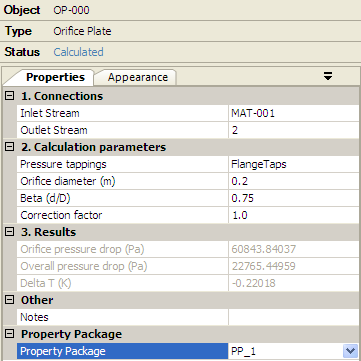 Object OP-000
Type Orifice Plate
Status Calculated
Properties Appearance
1. Connections
Inlet Stream MAT-001
Outlet Stream 2
2. Calculation parameters
Pressure tappings FlangeTaps
Orifice diameter (m) 0.2
Beta (d/D) 0.75
Correction factor 1.0
3. Results
Orifice pressure drop (Pa) 60843.84037
Overall pressure drop (Pa) 22765.44959
Delta T (K) -0.22018
Other
Notes
Property Package
Property Package PP_1